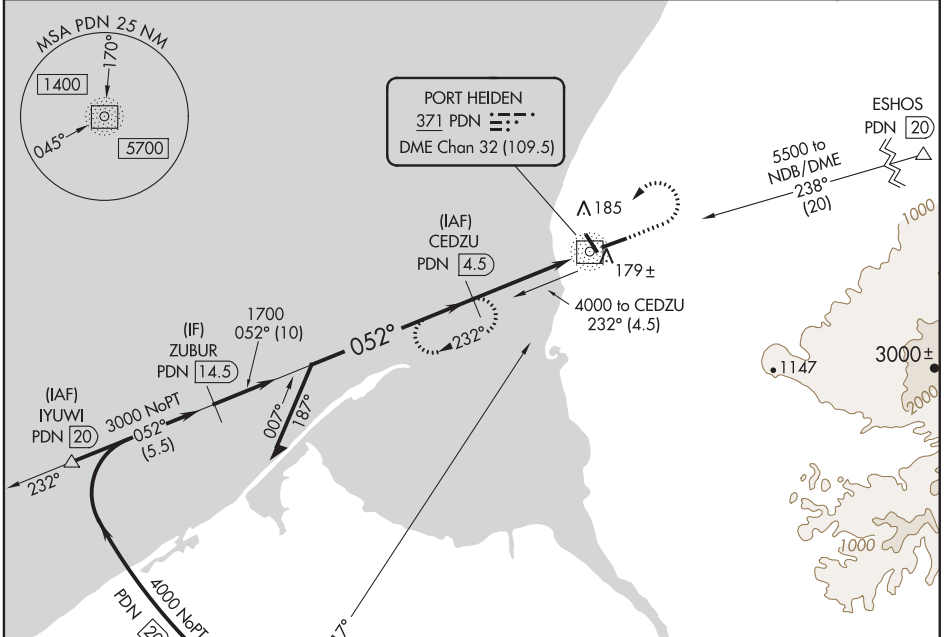 MSA PDN 25 NM
170°
1400
045°
5700
PORT HEIDEN
371 PDN
DME Chan 32 (109.5)
ESHOS
PDN 20
5500 to
NDB/DME
238°
(20)
1000
185
(IAF)
CEDZU
PDN 4.5
179±
4000 to CEDZU
232° (4.5)
1700
052° (10)
(IF)
ZUBUR
PDN 14.5
052°
232°
1147
3000±
2000
(IAF)
IYUWI
PDN 20
3000 NoPT
052°
(5.5)
007°
187°
232°
1000
4000 NoPT
PDN 20